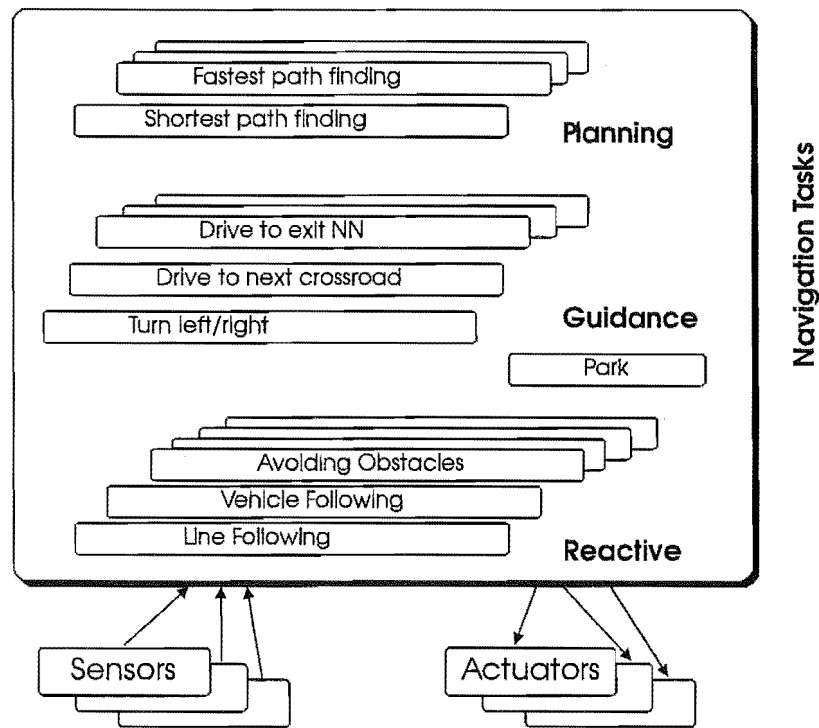 Fastest path finding
Shortest path finding
Planning
Drive to exit NN
Drive to next crossroad
Turn left/right
Guidance
Park
Avoiding Obstacles
Vehicle Following
Line Following
Reactive
Navigation Tasks
Sensors
Actuators